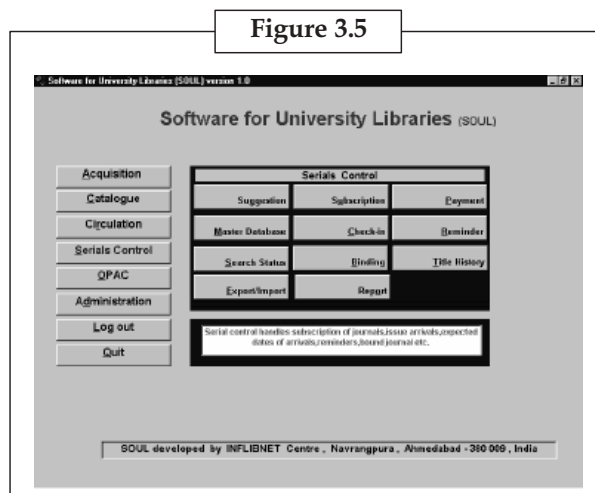 Figure 3.5
Software for University Libraries (SOUL) version 1.0
Software for University Libraries (SOUL)
Acquisition
Catalogue
Circulation
Serials Control
OPAC
Administration
Log out
Quit
Serials Control
Suggestion Subscription Payment
Master Database Check-in Reminder
Search Status Binding Title History
Export/Import Report
Serial control handles subscription of journals,issue arrivals,expected
dates of arrivals,reminders,bound journal etc.
SOUL developed by INFLIBNET Centre, Navrangpura, Ahmedabad - 380 009, India